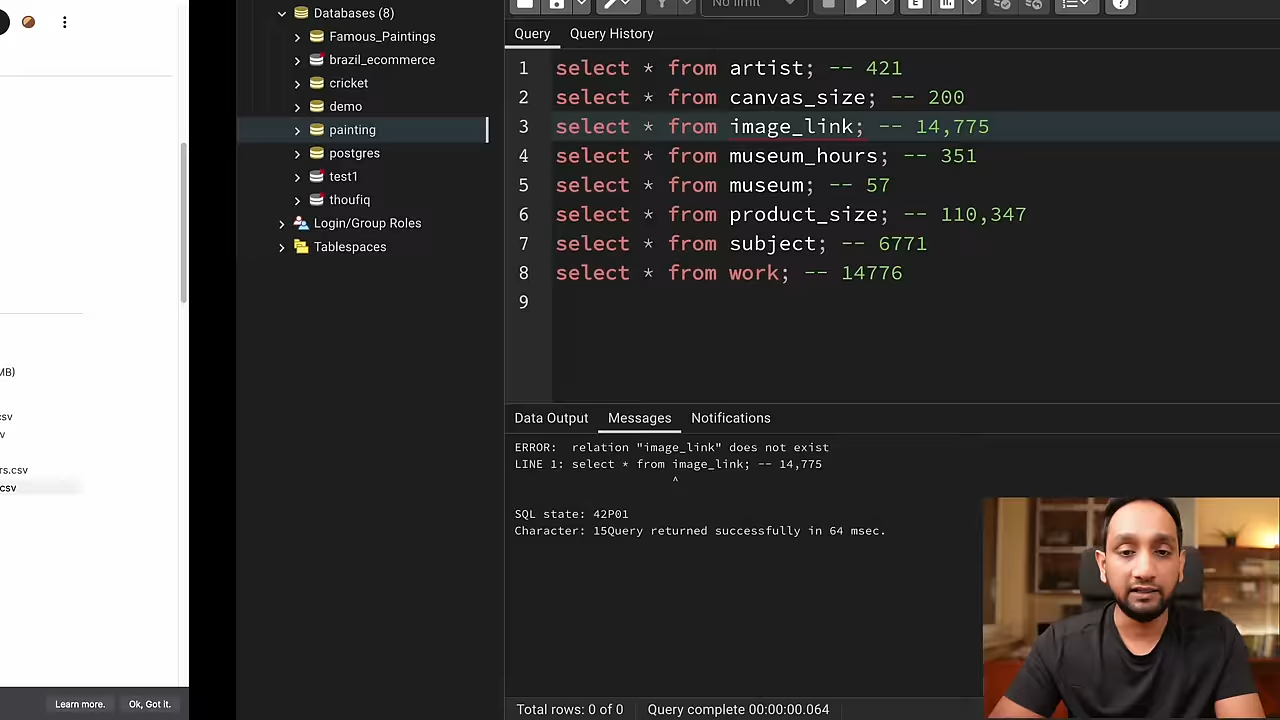 MB)
csv
v
rs.csv
csv
Learn more.
Ok, Got it.
Databases (8)
Famous_Paintings
brazil_ecommerce
cricket
demo
painting
postgres
test1
thoufiq
Login/Group Roles
Tablespaces
No limit
E
Query
Query History
1 select * from artist; -- 421
2 select * from canvas_size; -- 200
3 select * from image_link; -- 14,775
4 select * from museum_hours; -- 351
5 select * from museum; -- 57
6 select * from product_size; -- 110,347
7 select * from subject; -- 6771
8 select * from work; -- 14776
9
Data Output
Messages
Notifications
ERROR:  relation "image_link" does not exist
LINE 1: select * from image_link; -- 14,775
^
SQL state: 42P01
Character: 15Query returned successfully in 64 msec.
Total rows: 0 of 0
Query complete 00:00:00.064